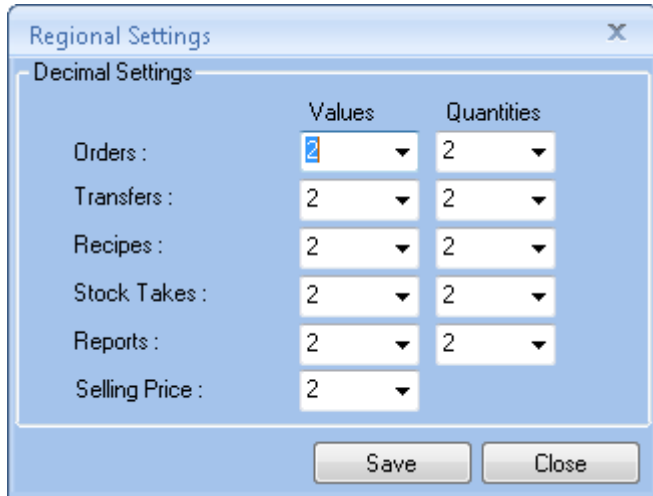 Regional Settings x
Decimal Settings
Values Quantities
Orders : 2 2
Transfers : 2 2
Recipes : 2 2
Stock Takes : 2 2
Reports : 2 2
Selling Price : 2
Save Close